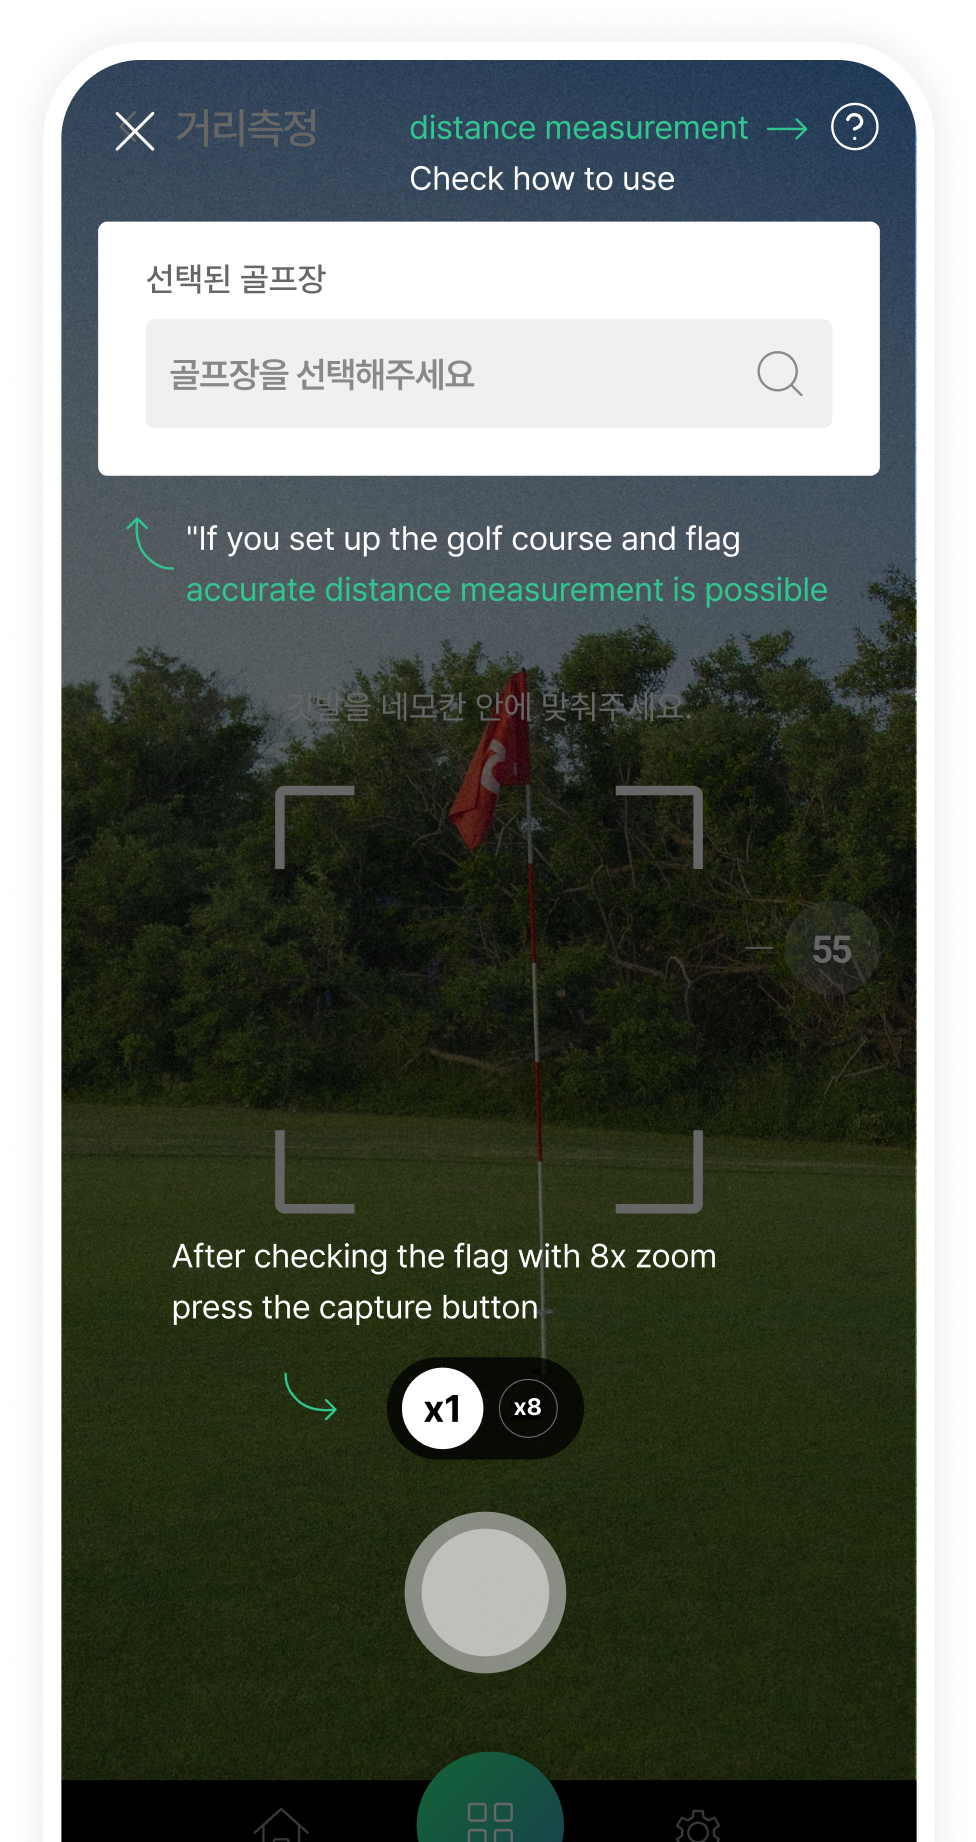 거리측정
distance measurement
Check how to use
선택된 골프장
골프장을 선택해주세요
"If you set up the golf course and flag
accurate distance measurement is possible
깃발을 네모칸 안에 맞춰주세요.
5
55
After checking the flag with 8x zoom
press the capture button
x1
x8